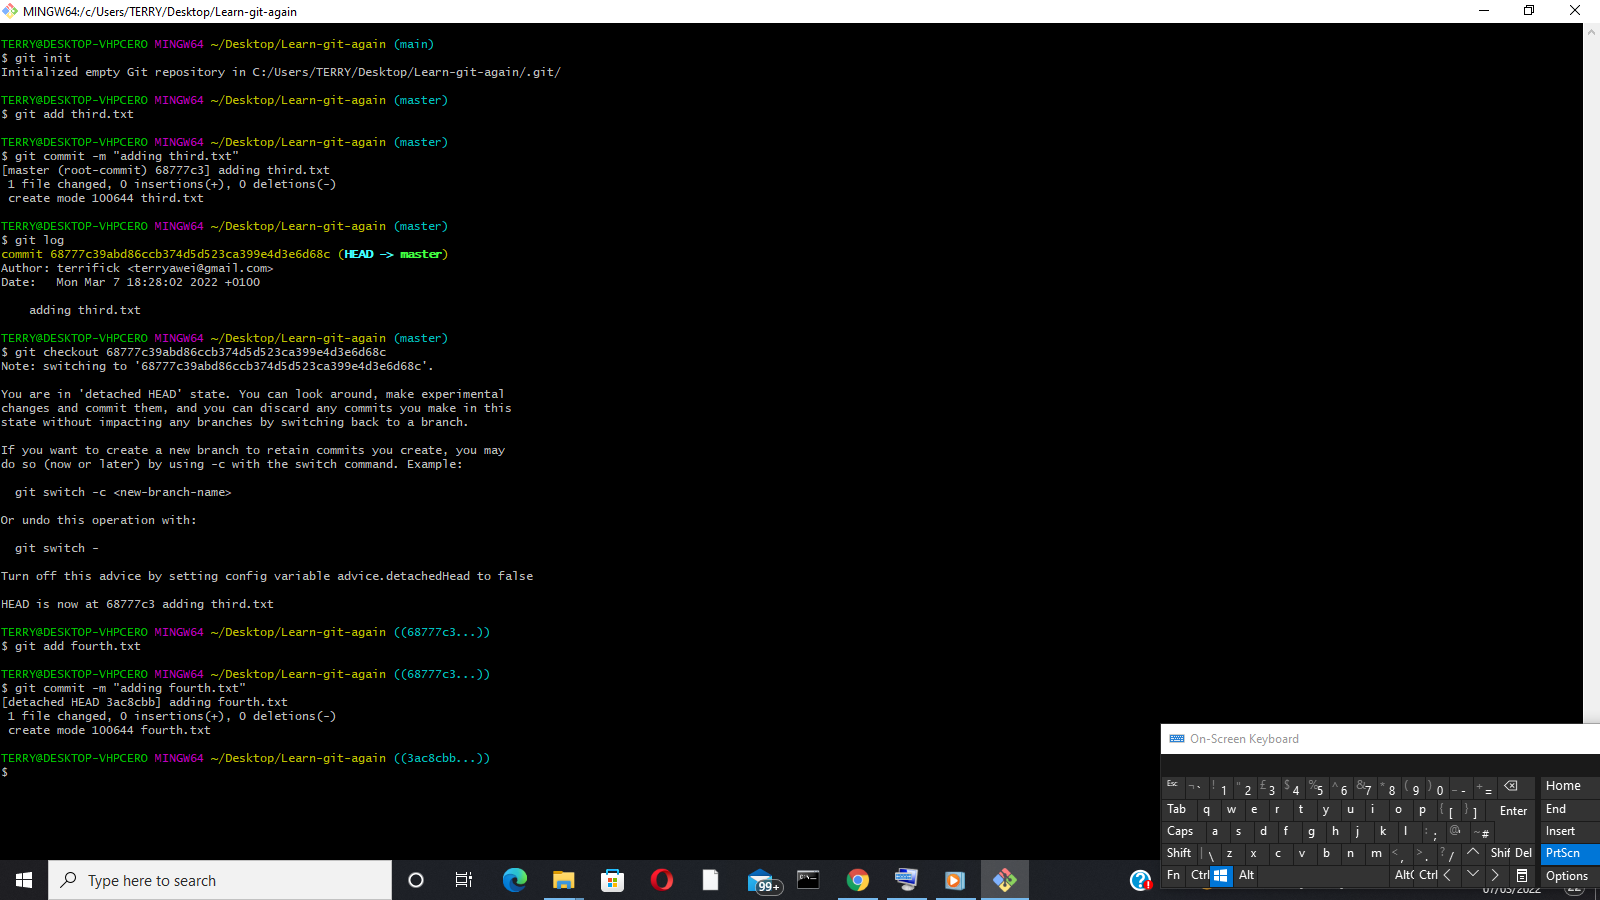 MINGW64:/c/Users/TERRY/Desktop/Learn-git-again
TERRY@DESKTOP-VHPCERO MINGW64 ~/Desktop/Learn-git-again (main)
$ git init
Initialized empty Git repository in C:/Users/TERRY/Desktop/Learn-git-again/.git/
TERRY@DESKTOP-VHPCERO MINGW64 ~/Desktop/Learn-git-again (master)
$ git add third.txt
TERRY@DESKTOP-VHPCERO MINGW64 ~/Desktop/Learn-git-again (master)
$ git commit -m "adding third.txt"
[master (root-commit) 68777c3] adding third.txt
 1 file changed, 0 insertions(+), 0 deletions(-)
 create mode 100644 third.txt
TERRY@DESKTOP-VHPCERO MINGW64 ~/Desktop/Learn-git-again (master)
$ git log
commit 68777c39abd86ccb374d5d523ca399e4d3e6d68c (HEAD -> master)
Author: terrifick <terryawei@gmail.com>
Date:   Mon Mar 7 18:28:02 2022 +0100
    adding third.txt
TERRY@DESKTOP-VHPCERO MINGW64 ~/Desktop/Learn-git-again (master)
$ git checkout 68777c39abd86ccb374d5d523ca399e4d3e6d68c
Note: switching to '68777c39abd86ccb374d5d523ca399e4d3e6d68c'.
You are in 'detached HEAD' state. You can look around, make experimental
changes and commit them, and you can discard any commits you make in this
state without impacting any branches by switching back to a branch.
If you want to create a new branch to retain commits you create, you may
do so (now or later) by using -c with the switch command. Example:
  git switch -c <new-branch-name>
Or undo this operation with:
  git switch -
Turn off this advice by setting config variable advice.detachedHead to false
HEAD is now at 68777c3 adding third.txt
TERRY@DESKTOP-VHPCERO MINGW64 ~/Desktop/Learn-git-again ((68777c3...))
$ git add fourth.txt
TERRY@DESKTOP-VHPCERO MINGW64 ~/Desktop/Learn-git-again ((68777c3...))
$ git commit -m "adding fourth.txt"
[detached HEAD 3ac8cbb] adding fourth.txt
 1 file changed, 0 insertions(+), 0 deletions(-)
 create mode 100644 fourth.txt
TERRY@DESKTOP-VHPCERO MINGW64 ~/Desktop/Learn-git-again ((3ac8cbb...))
$
On-Screen Keyboard
Esc ¬ ` ! 1 " 2 £ 3 $ 4 % 5 ^ 6 & 7 * 8 ( 9 ) 0 _ - + = Home
Tab q w e r t y u i o p { [ } ] Enter End
Caps a s d f g h j k l : ; @ ' ~ # Insert
Shift | \ z x c v b n m < , > . ? / Shif Del PrtScn
Fn Ctrl Alt AltG Ctrl Options
Type here to search
99+
07/03/2022
22